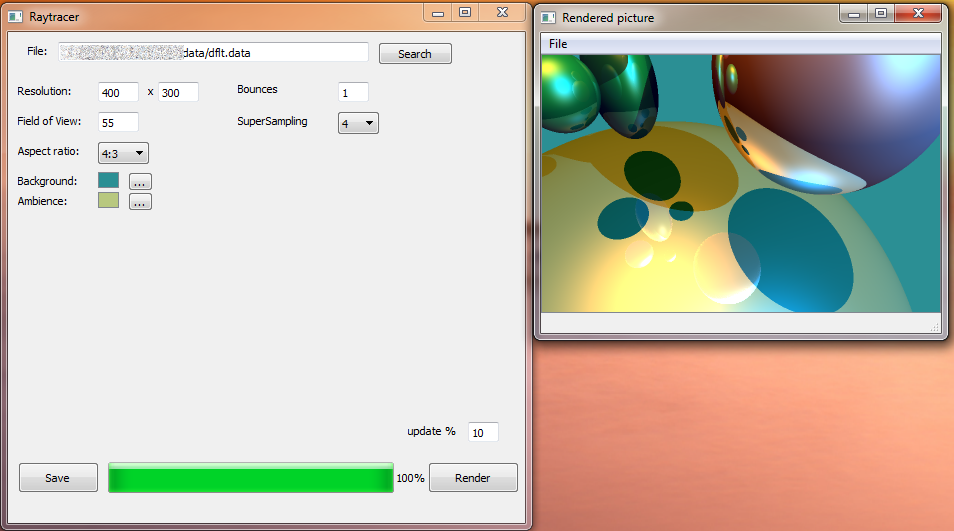 Raytracer
File: data/dflt.data Search
Resolution: 400 x 300 Bounces 1
Field of View: 55 SuperSampling 4
Aspect ratio: 4:3
Background: ...
Ambience: ...
update % 10
Save 100% Render
Rendered picture
File